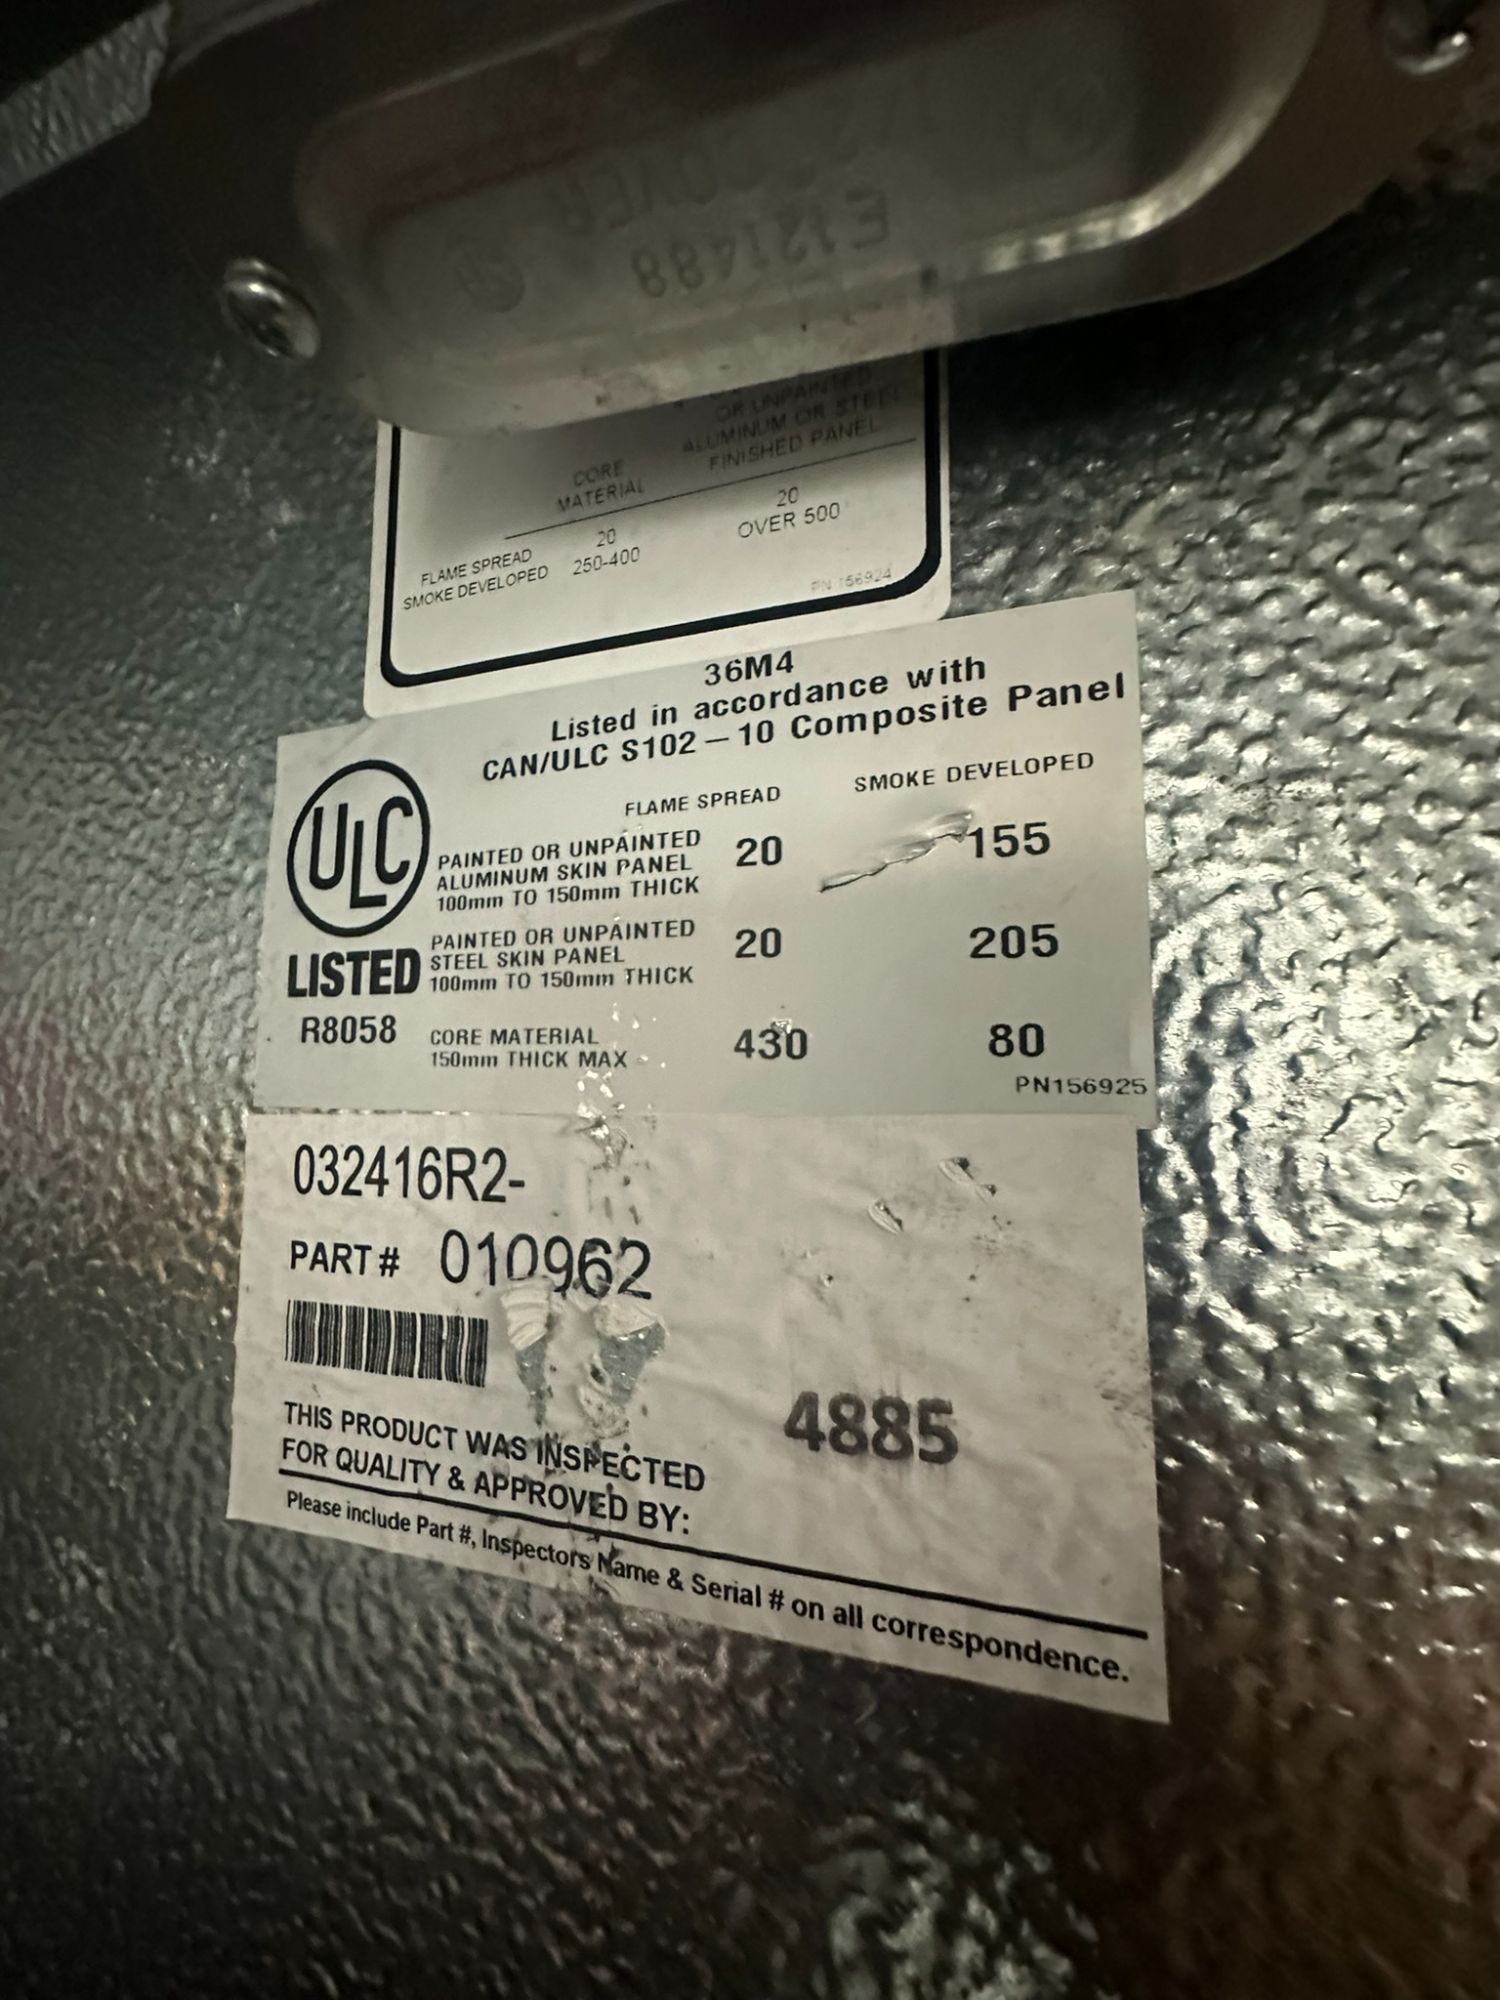 COVER
E121488
OR UNPAINTED
ALUMINUM OR STEEL
FINISHED PANEL
CORE
MATERIAL
FLAME SPREAD 20 20
SMOKE DEVELOPED 250-400 OVER 500
PN 156924
36M4
Listed in accordance with
CAN/ULC S102 – 10 Composite Panel
FLAME SPREAD SMOKE DEVELOPED
ULC
LISTED
R8058
PAINTED OR UNPAINTED
ALUMINUM SKIN PANEL
100mm TO 150mm THICK
20 155
PAINTED OR UNPAINTED
STEEL SKIN PANEL
100mm TO 150mm THICK
20 205
CORE MATERIAL
150mm THICK MAX
430 80
PN156925
032416R2-
PART # 010962
4885
THIS PRODUCT WAS INSPECTED
FOR QUALITY & APPROVED BY:
Please include Part #, Inspectors Name & Serial # on all correspondence.